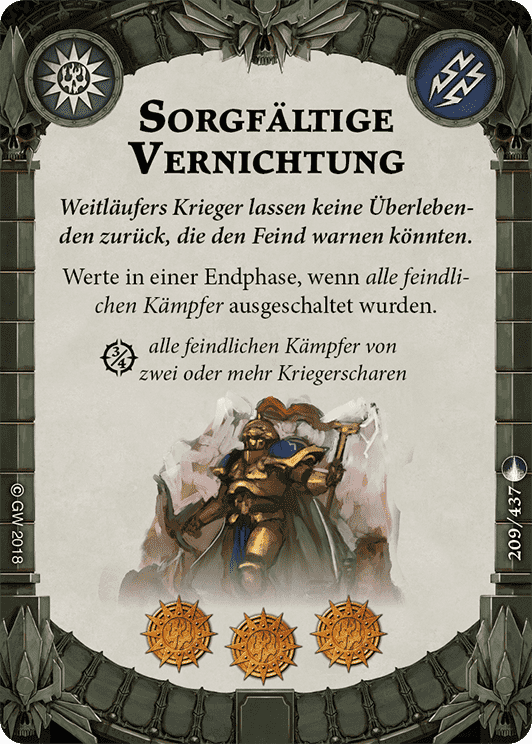 SORGFÄLTIGE
VERNICHTUNG
Weitläufers Krieger lassen keine Überleben-
den zurück, die den Feind warnen könnten.
Werte in einer Endphase, wenn alle feindli-
chen Kämpfer ausgeschaltet wurden.
3/4 alle feindlichen Kämpfer von
zwei oder mehr Kriegerscharen
© GW 2018
209/437